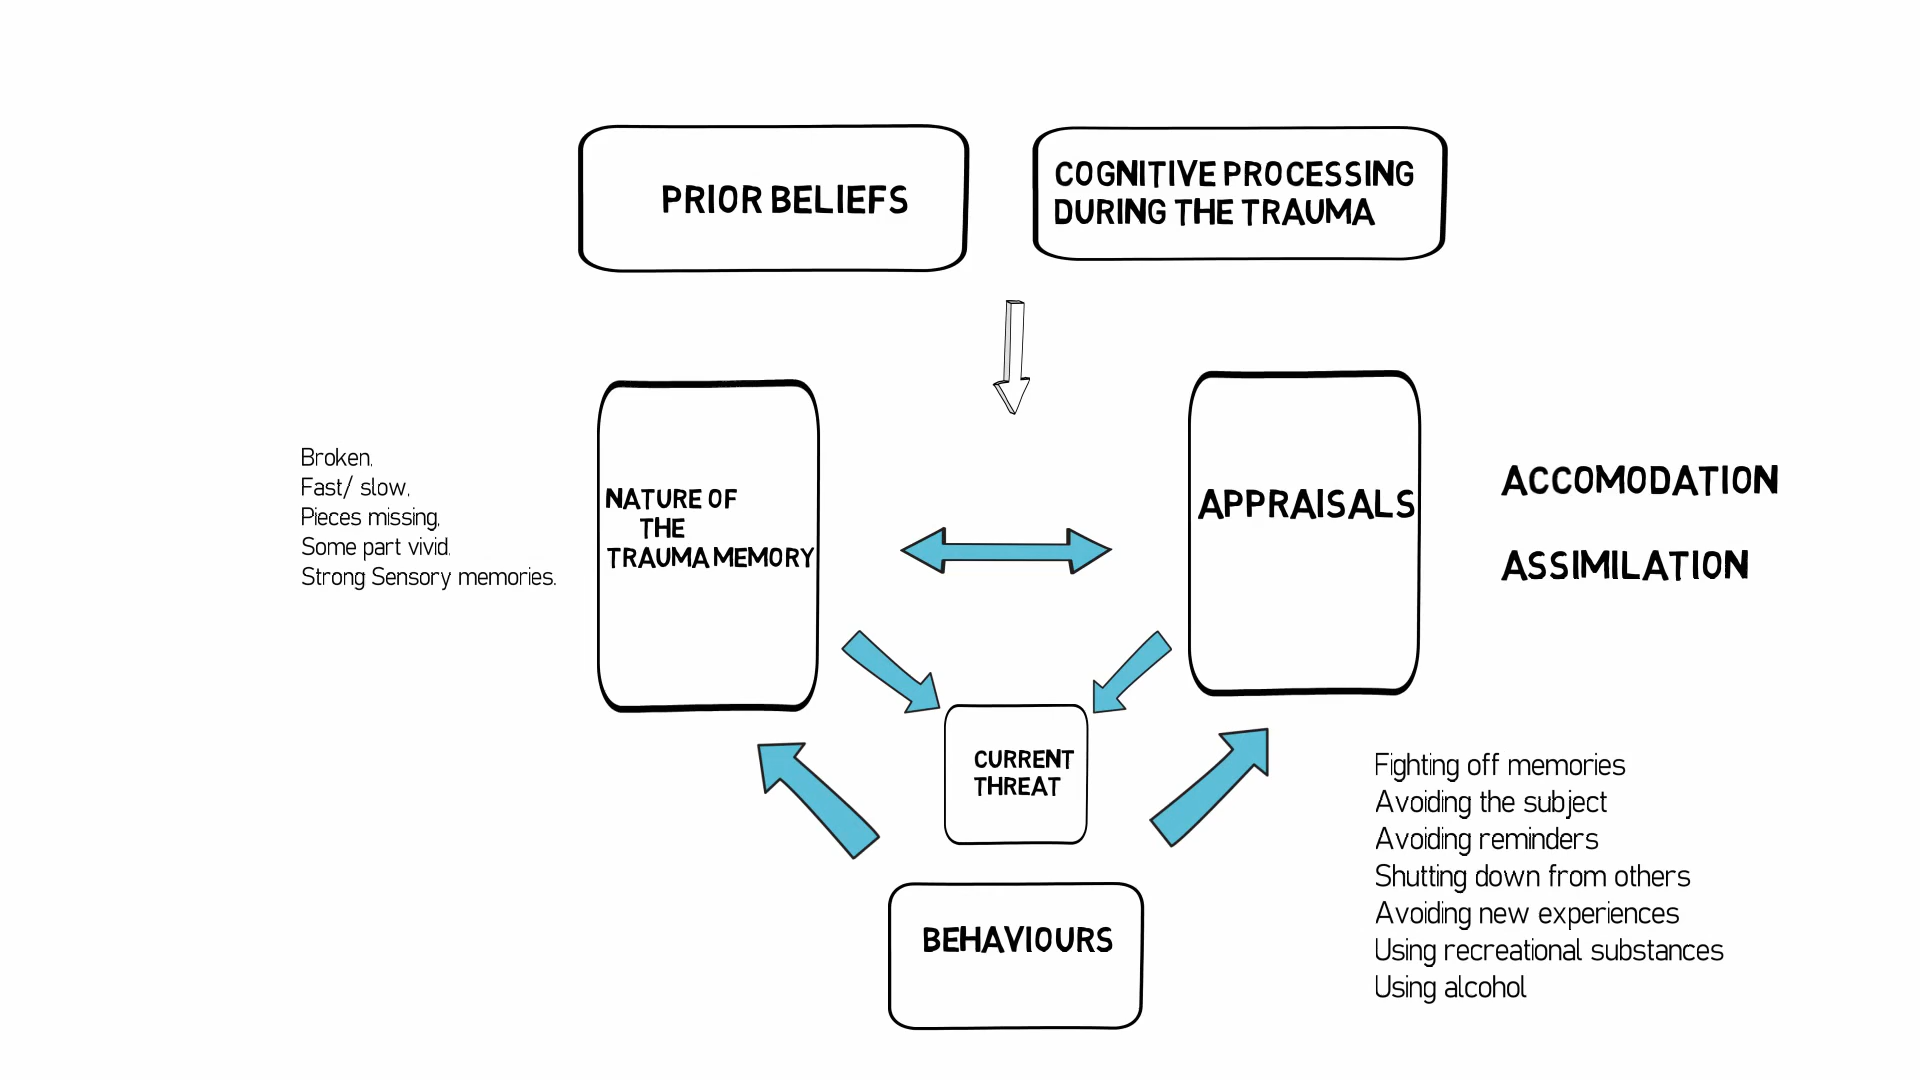 PRIOR BELIEFS
COGNITIVE PROCESSING
DURING THE TRAUMA
Broken,
Fast/ slow,
Pieces missing,
Some part vivid.
Strong Sensory memories.
NATURE OF
THE
TRAUMA MEMORY
APPRAISALS
ACCOMODATION
ASSIMILATION
CURRENT
THREAT
BEHAVIOURS
Fighting off memories
Avoiding the subject
Avoiding reminders
Shutting down from others
Avoiding new experiences
Using recreational substances
Using alcohol